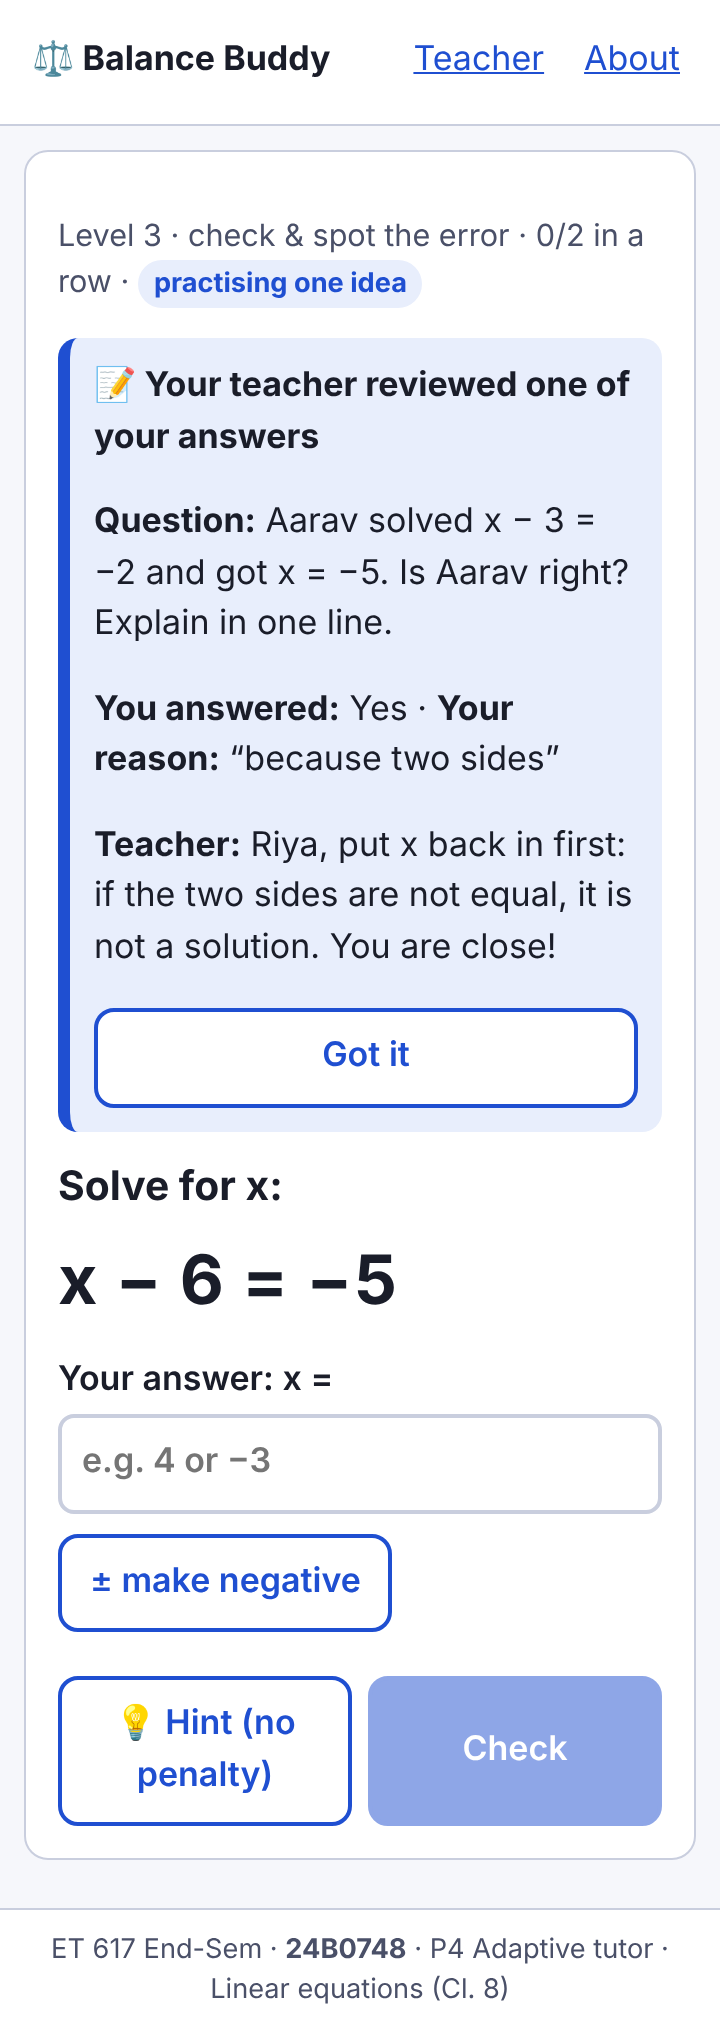 ⚖️ Balance Buddy Teacher About
Level 3 · check & spot the error · 0/2 in a
row · practising one idea
📝 Your teacher reviewed one of
your answers
Question: Aarav solved x − 3 =
−2 and got x = −5. Is Aarav right?
Explain in one line.
You answered: Yes · Your
reason: “because two sides”
Teacher: Riya, put x back in first:
if the two sides are not equal, it is
not a solution. You are close!
Got it
Solve for x:
x − 6 = −5
Your answer: x =
e.g. 4 or −3
± make negative
💡 Hint (no
penalty)
Check
ET 617 End-Sem · 24B0748 · P4 Adaptive tutor ·
Linear equations (Cl. 8)